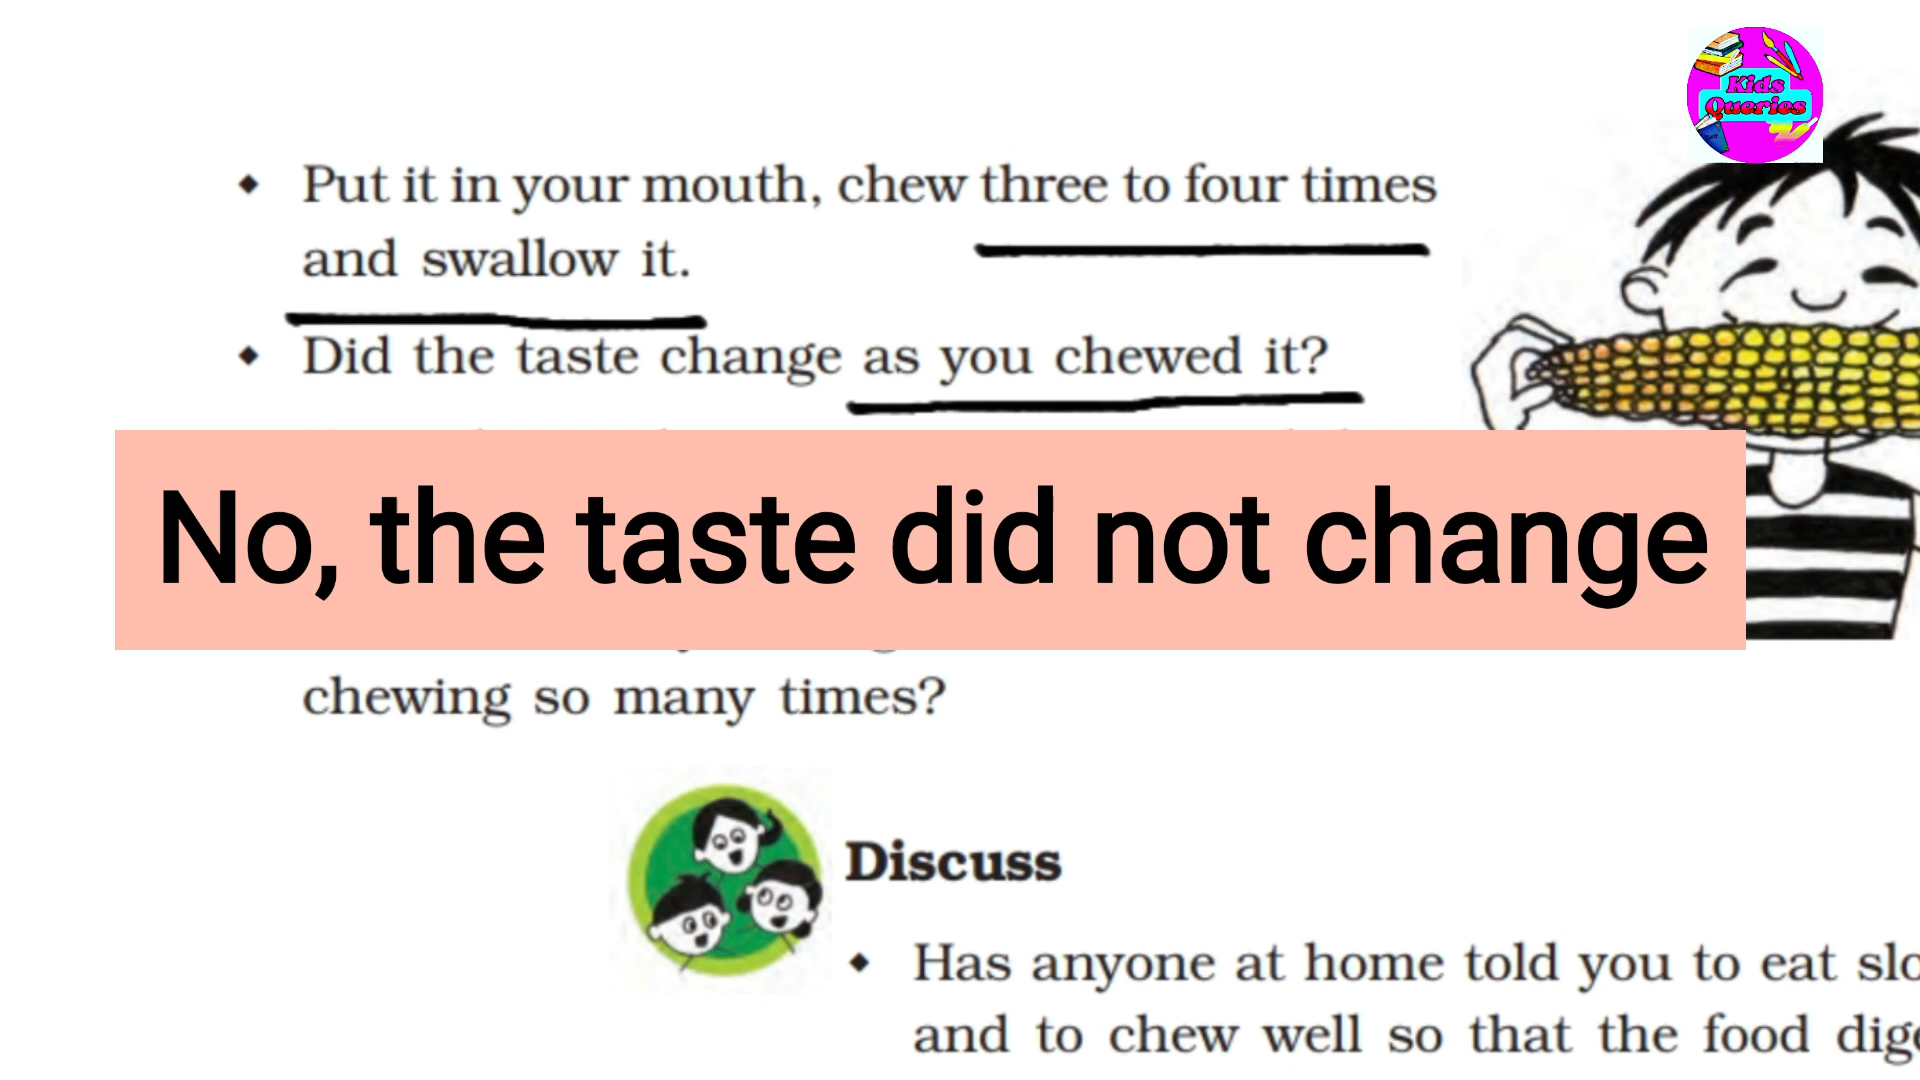 Kids
Queries
◆ Put it in your mouth, chew three to four times
and swallow it.
◆ Did the taste change as you chewed it?
No, the taste did not change
chewing so many times?
Discuss
◆ Has anyone at home told you to eat
and to chew well so that the food